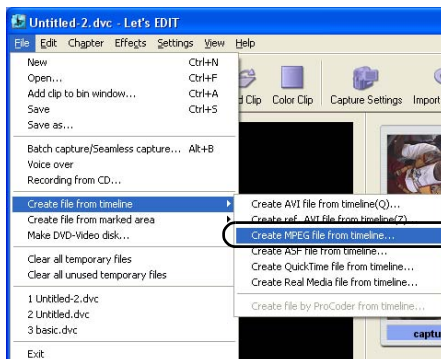 Untitled-2.dvc - Let's EDIT
File Edit Chapter Effects Settings View Help
New Ctrl+N
Open... Ctrl+F
Add clip to bin window... Ctrl+A
Save Ctrl+S
Save as...
d Clip Color Clip Capture Settings Import
Batch capture/Seamless capture... Alt+B
Voice over
Recording from CD...
Create file from timeline
Create file from marked area
Make DVD-Video disk...
Clear all temporary files
Clear all unused temporary files
1 Untitled-2.dvc
2 Untitled.dvc
3 basic.dvc
Exit
Create AVI file from timeline(Q)...
Create ref. AVI file from timeline(Z)...
Create MPEG file from timeline...
Create ASF file from timeline...
Create QuickTime file from timeline...
Create Real Media file from timeline...
Create file by ProCoder from timeline...
captu